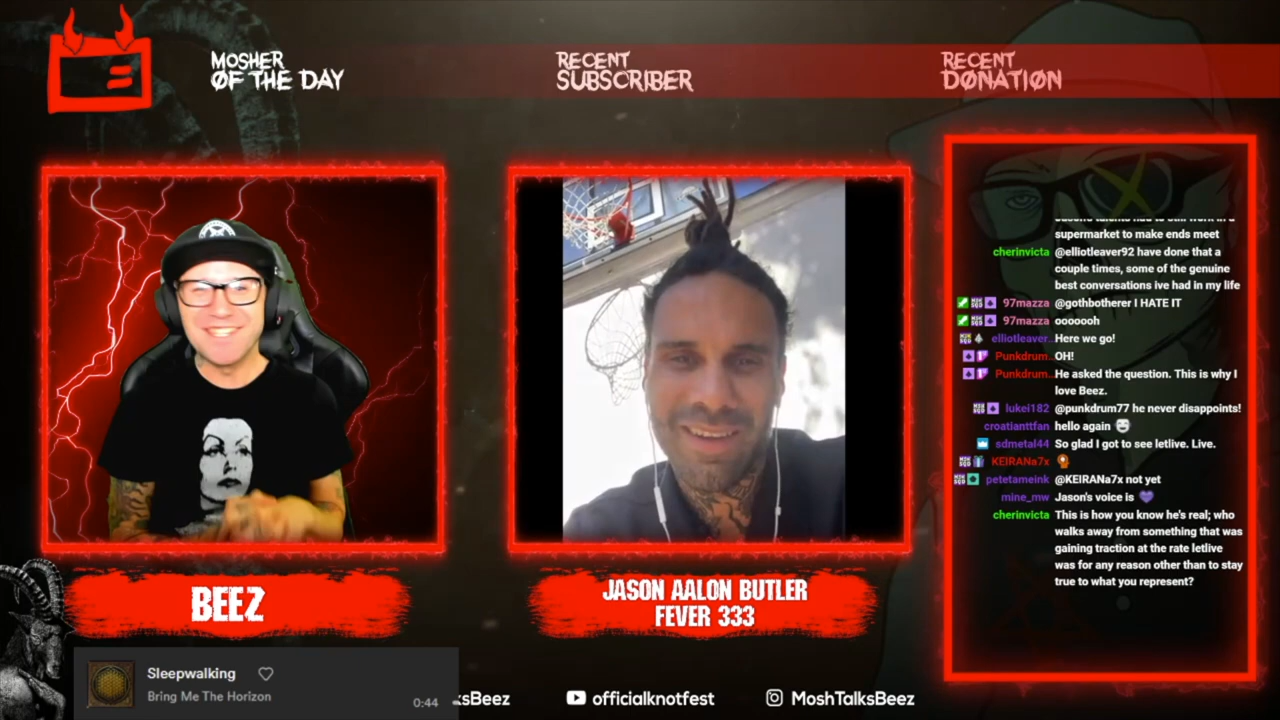 MOSHER
ØF THE DAY
RECENT
SUBSCRIBER
RECENT
DØNATIØN
supermarket to make ends meet
cherinvicta @elliotleaver92 have done that a
couple times, some of the genuine
best conversations ive had in my life
97mazza @gothbotherer I HATE IT
97mazza ooooooh
elliotleaver.. Here we go!
Punkdrum.. OH!
Punkdrum.. He asked the question. This is why I
love Beez.
lukei182 @punkdrum77 he never disappoints!
croatianttfan hello again
sdmetal44 So glad I got to see letlive. Live.
KEIRANa7x
petetameink @KEIRANa7x not yet
mine_mw Jason's voice is
cherinvicta This is how you know he's real; who
walks away from something that was
gaining traction at the rate letlive
was for any reason other than to stay
true to what you represent?
BEEZ
JASON AALON BUTLER
FEVER 333
Sleepwalking
Bring Me The Horizon
0:44
ksBeez
officialknotfest
MoshTalksBeez